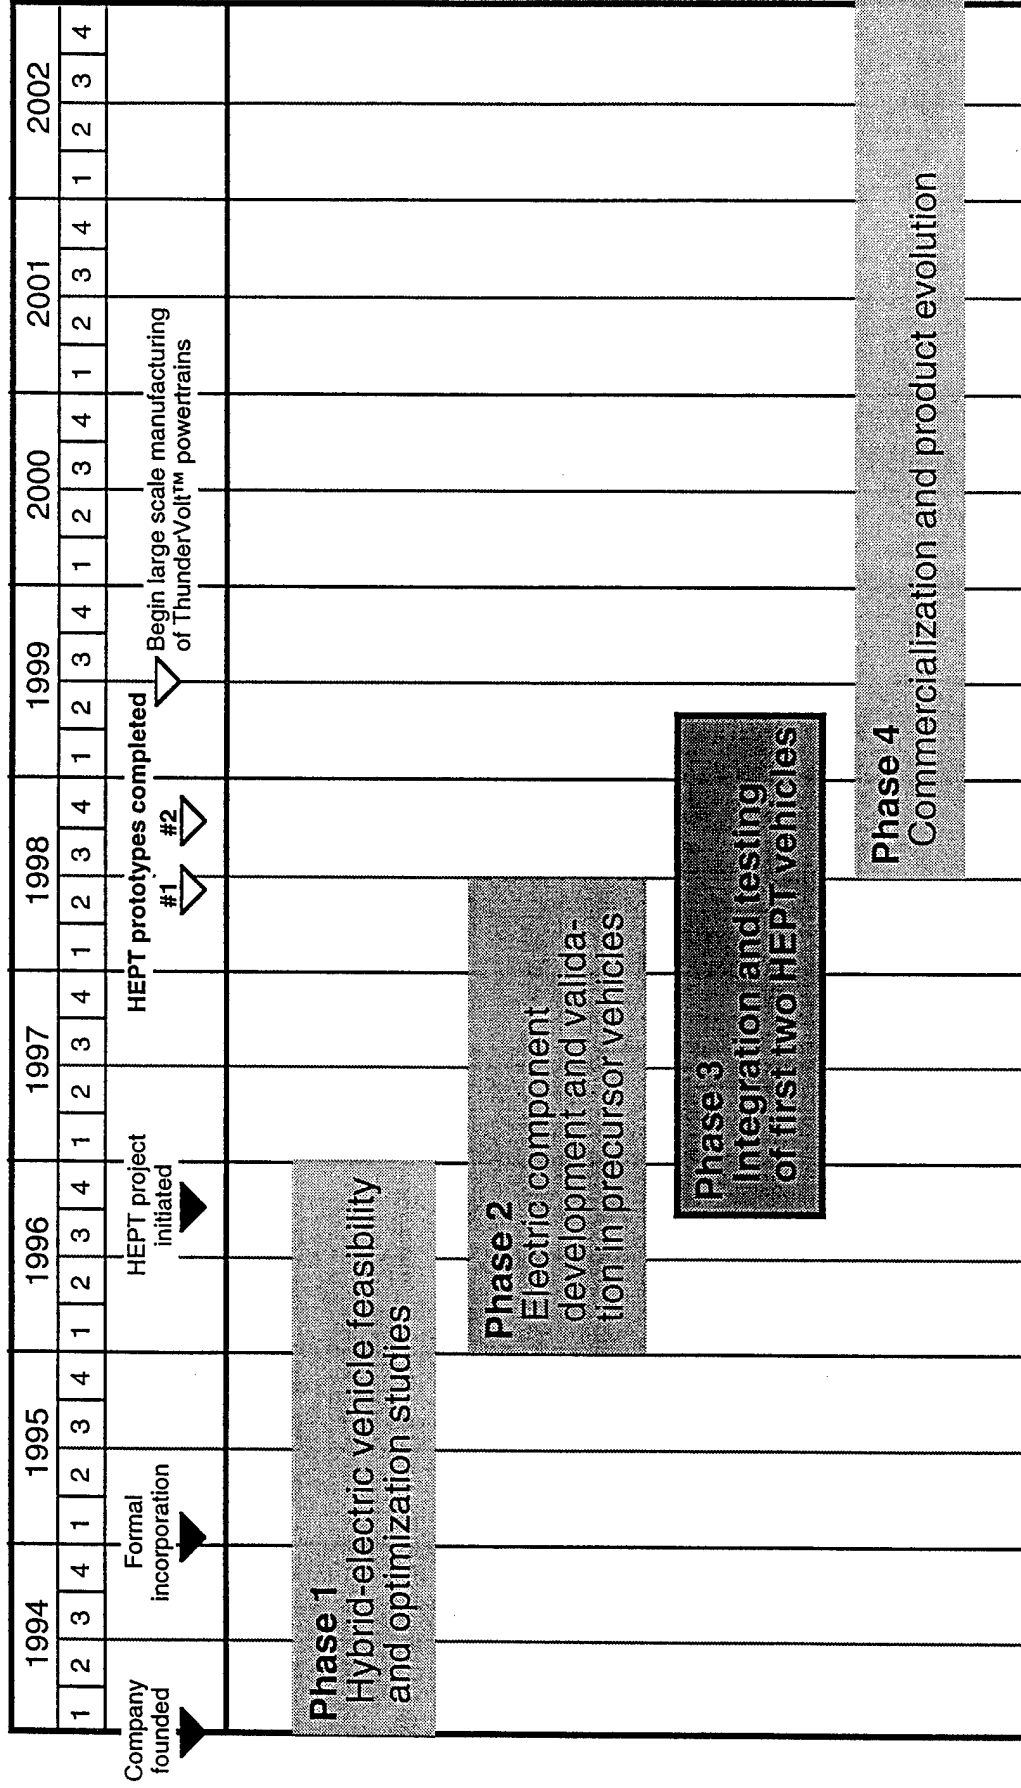 1994 1995 1996 1997 1998 1999 2000 2001 2002
1 2 3 4 1 2 3 4 1 2 3 4 1 2 3 4 1 2 3 4 1 2 3 4 1 2 3 4 1 2 3 4 1 2 3 4
Company
founded
Formal
incorporation
HEPT project
initiated
HEPT prototypes completed
#1
#2
Begin large scale manufacturing
of ThunderVolt™ powertrains
Phase 1
Hybrid-electric vehicle feasibility
and optimization studies
Phase 2
Electric component
development and valida-
tion in precursor vehicles
Phase 3
Integration and testing
of first two HEPT vehicles
Phase 4
Commercialization and product evolution